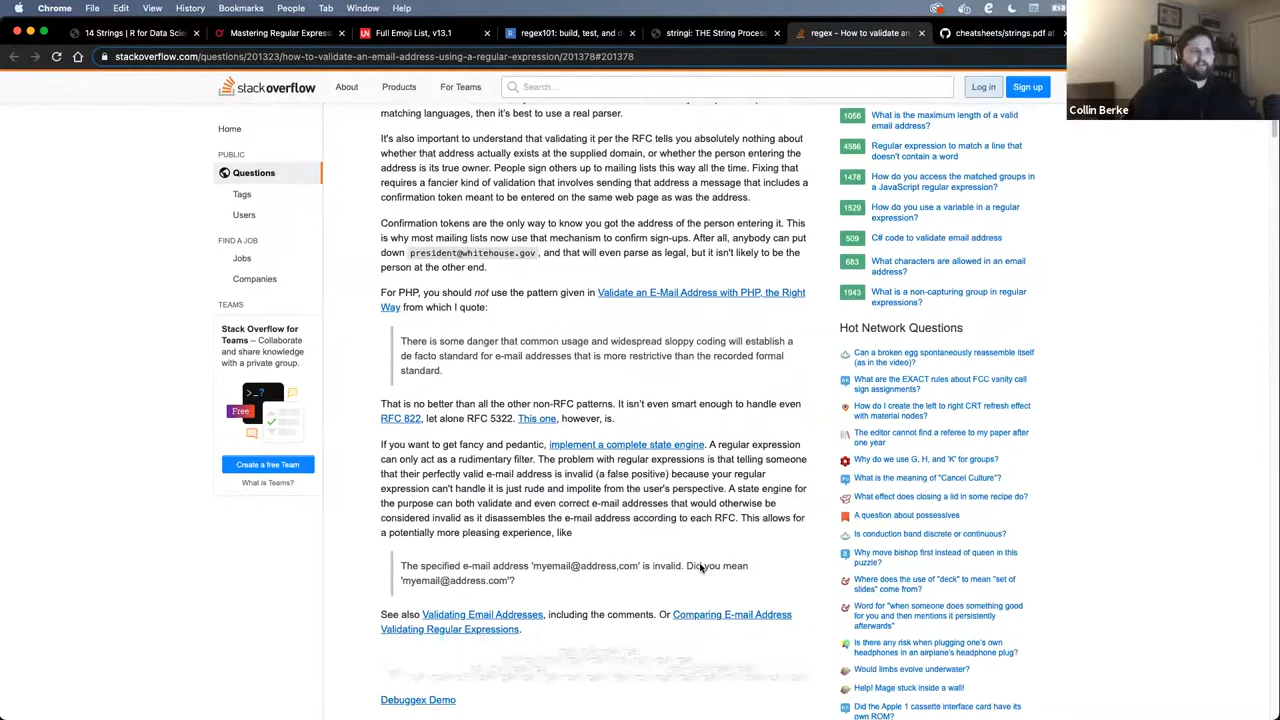 Chrome File Edit View History Bookmarks People Tab Window Help
14 Strings | R for Data Scie
Mastering Regular Express
Full Emoji List, v13.1
regex101: build, test, and d
stringi: THE String Process
regex - How to validate an
cheatsheets/strings.pdf at
stackoverflow.com/questions/201323/how-to-validate-an-email-address-using-a-regular-expression/201378#201378
Collin Berke
stackoverflow
About
Products
For Teams
Search...
Log in
Sign up
Home
PUBLIC
Questions
Tags
Users
FIND A JOB
Jobs
Companies
TEAMS
Stack Overflow for
Teams – Collaborate
and share knowledge
with a private group.
Free
Create a free Team
What is Teams?
matching languages, then it's best to use a real parser.
It's also important to understand that validating it per the RFC tells you absolutely nothing about
whether that address actually exists at the supplied domain, or whether the person entering the
address is its true owner. People sign others up to mailing lists this way all the time. Fixing that
requires a fancier kind of validation that involves sending that address a message that includes a
confirmation token meant to be entered on the same web page as was the address.
Confirmation tokens are the only way to know you got the address of the person entering it. This
is why most mailing lists now use that mechanism to confirm sign-ups. After all, anybody can put
down president@whitehouse.gov, and that will even parse as legal, but it isn't likely to be the
person at the other end.
For PHP, you should not use the pattern given in Validate an E-Mail Address with PHP, the Right
Way from which I quote:
There is some danger that common usage and widespread sloppy coding will establish a
de facto standard for e-mail addresses that is more restrictive than the recorded formal
standard.
That is no better than all the other non-RFC patterns. It isn't even smart enough to handle even
RFC 822, let alone RFC 5322. This one, however, is.
If you want to get fancy and pedantic, implement a complete state engine. A regular expression
can only act as a rudimentary filter. The problem with regular expressions is that telling someone
that their perfectly valid e-mail address is invalid (a false positive) because your regular
expression can't handle it is just rude and impolite from the user's perspective. A state engine for
the purpose can both validate and even correct e-mail addresses that would otherwise be
considered invalid as it disassembles the e-mail address according to each RFC. This allows for
a potentially more pleasing experience, like
The specified e-mail address 'myemail@address,com' is invalid. Did you mean
'myemail@address.com'?
See also Validating Email Addresses, including the comments. Or Comparing E-mail Address
Validating Regular Expressions.
Debuggex Demo
1056 What is the maximum length of a valid
email address?
4586 Regular expression to match a line that
doesn't contain a word
1478 How do you access the matched groups in
a JavaScript regular expression?
1529 How do you use a variable in a regular
expression?
509 C# code to validate email address
683 What characters are allowed in an email
address?
1943 What is a non-capturing group in regular
expressions?
Hot Network Questions
Can a broken egg spontaneously reassemble itself
(as in the video)?
What are the EXACT rules about FCC vanity call
sign assignments?
How do I create the left to right CRT refresh effect
with material nodes?
The editor cannot find a referee to my paper after
one year
Why do we use G, H, and 'K' for groups?
What is the meaning of "Cancel Culture"?
What effect does closing a lid in some recipe do?
A question about possessives
Is conduction band discrete or continuous?
Why move bishop first instead of queen in this
puzzle?
Where does the use of "deck" to mean "set of
slides" come from?
Word for "when someone does something good
for you and then mentions it persistently
afterwards"
Is there any risk when plugging one's own
headphones in an airplane's headphone plug?
Would limbs evolve underwater?
Help! Mage stuck inside a wall!
Did the Apple 1 cassette interface card have its
own ROM?